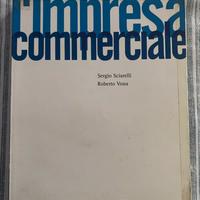 l'impresa
commerciale
Sergio Sciarelli
Roberto Vona